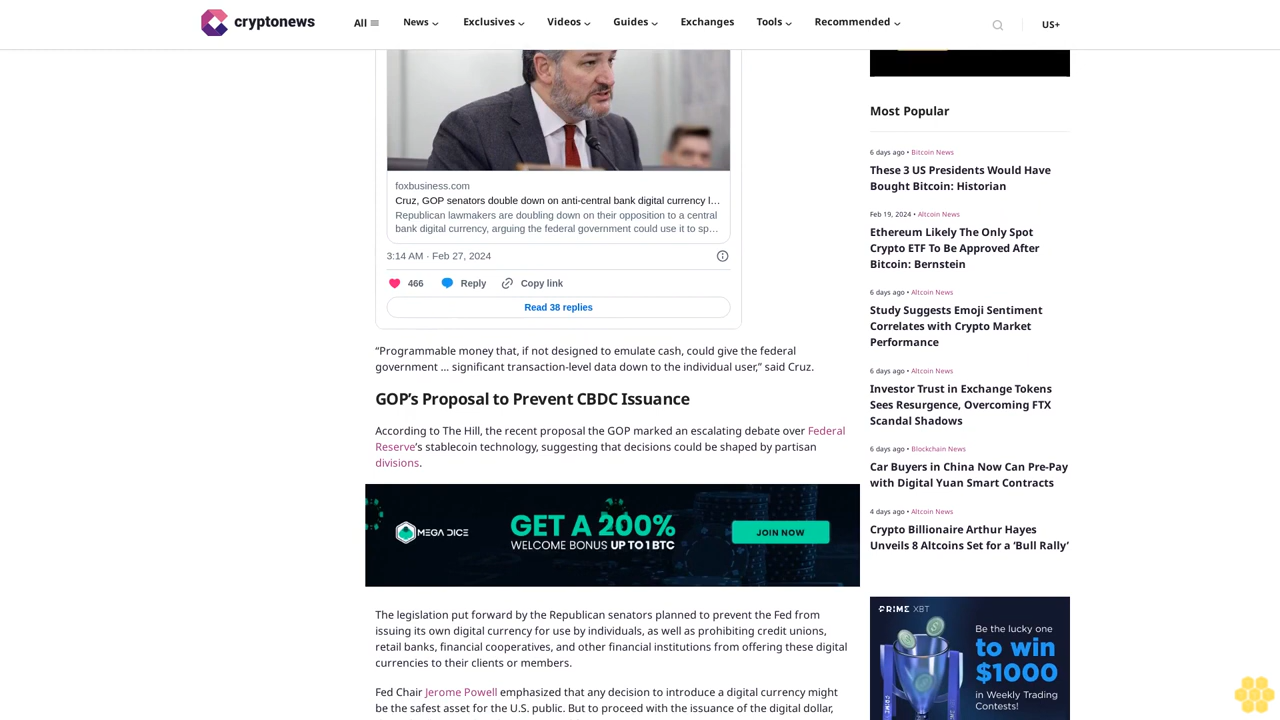 cryptonews
All
News
Exclusives
Videos
Guides
Exchanges
Tools
Recommended
US+
foxbusiness.com
Cruz, GOP senators double down on anti-central bank digital currency l…
Republican lawmakers are doubling down on their opposition to a central
bank digital currency, arguing the federal government could use it to sp…
3:14 AM · Feb 27, 2024
466
Reply
Copy link
Read 38 replies
“Programmable money that, if not designed to emulate cash, could give the federal
government … significant transaction-level data down to the individual user,” said Cruz.
GOP’s Proposal to Prevent CBDC Issuance
According to The Hill, the recent proposal the GOP marked an escalating debate over Federal
Reserve’s stablecoin technology, suggesting that decisions could be shaped by partisan
divisions.
MEGA DICE
GET A 200%
WELCOME BONUS UP TO 1 BTC
JOIN NOW
The legislation put forward by the Republican senators planned to prevent the Fed from
issuing its own digital currency for use by individuals, as well as prohibiting credit unions,
retail banks, financial cooperatives, and other financial institutions from offering these digital
currencies to their clients or members.
Fed Chair Jerome Powell emphasized that any decision to introduce a digital currency might
be the safest asset for the U.S. public. But to proceed with the issuance of the digital dollar,
Most Popular
6 days ago • Bitcoin News
These 3 US Presidents Would Have
Bought Bitcoin: Historian
Feb 19, 2024 • Altcoin News
Ethereum Likely The Only Spot
Crypto ETF To Be Approved After
Bitcoin: Bernstein
6 days ago • Altcoin News
Study Suggests Emoji Sentiment
Correlates with Crypto Market
Performance
6 days ago • Altcoin News
Investor Trust in Exchange Tokens
Sees Resurgence, Overcoming FTX
Scandal Shadows
6 days ago • Blockchain News
Car Buyers in China Now Can Pre-Pay
with Digital Yuan Smart Contracts
4 days ago • Altcoin News
Crypto Billionaire Arthur Hayes
Unveils 8 Altcoins Set for a ‘Bull Rally’
PRIME XBT
Be the lucky one
to win
$1000
in Weekly Trading
Contests!